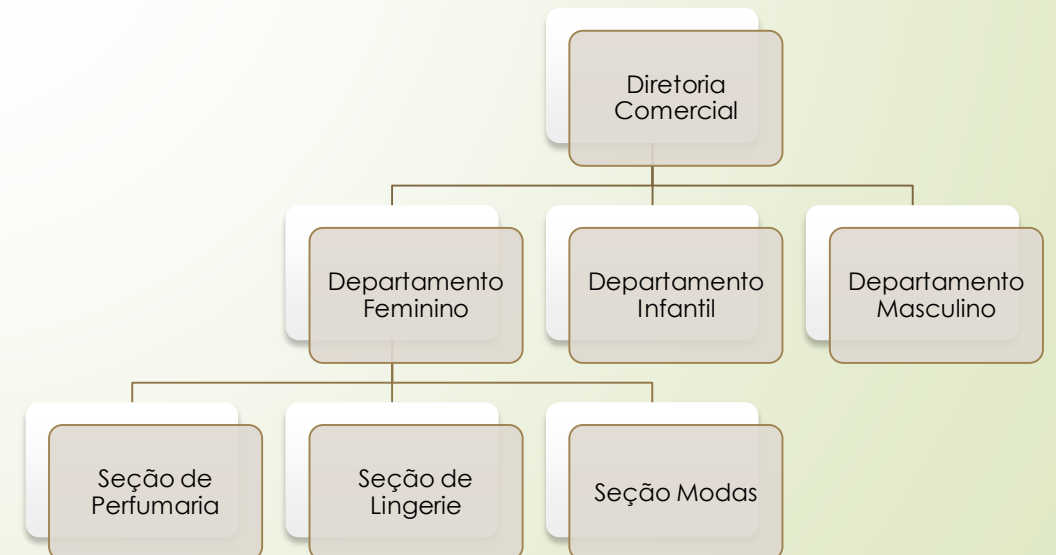 Diretoria
Comercial
Departamento
Feminino
Departamento
Infantil
Departamento
Masculino
Seção de
Perfumaria
Seção de
Lingerie
Seção Modas